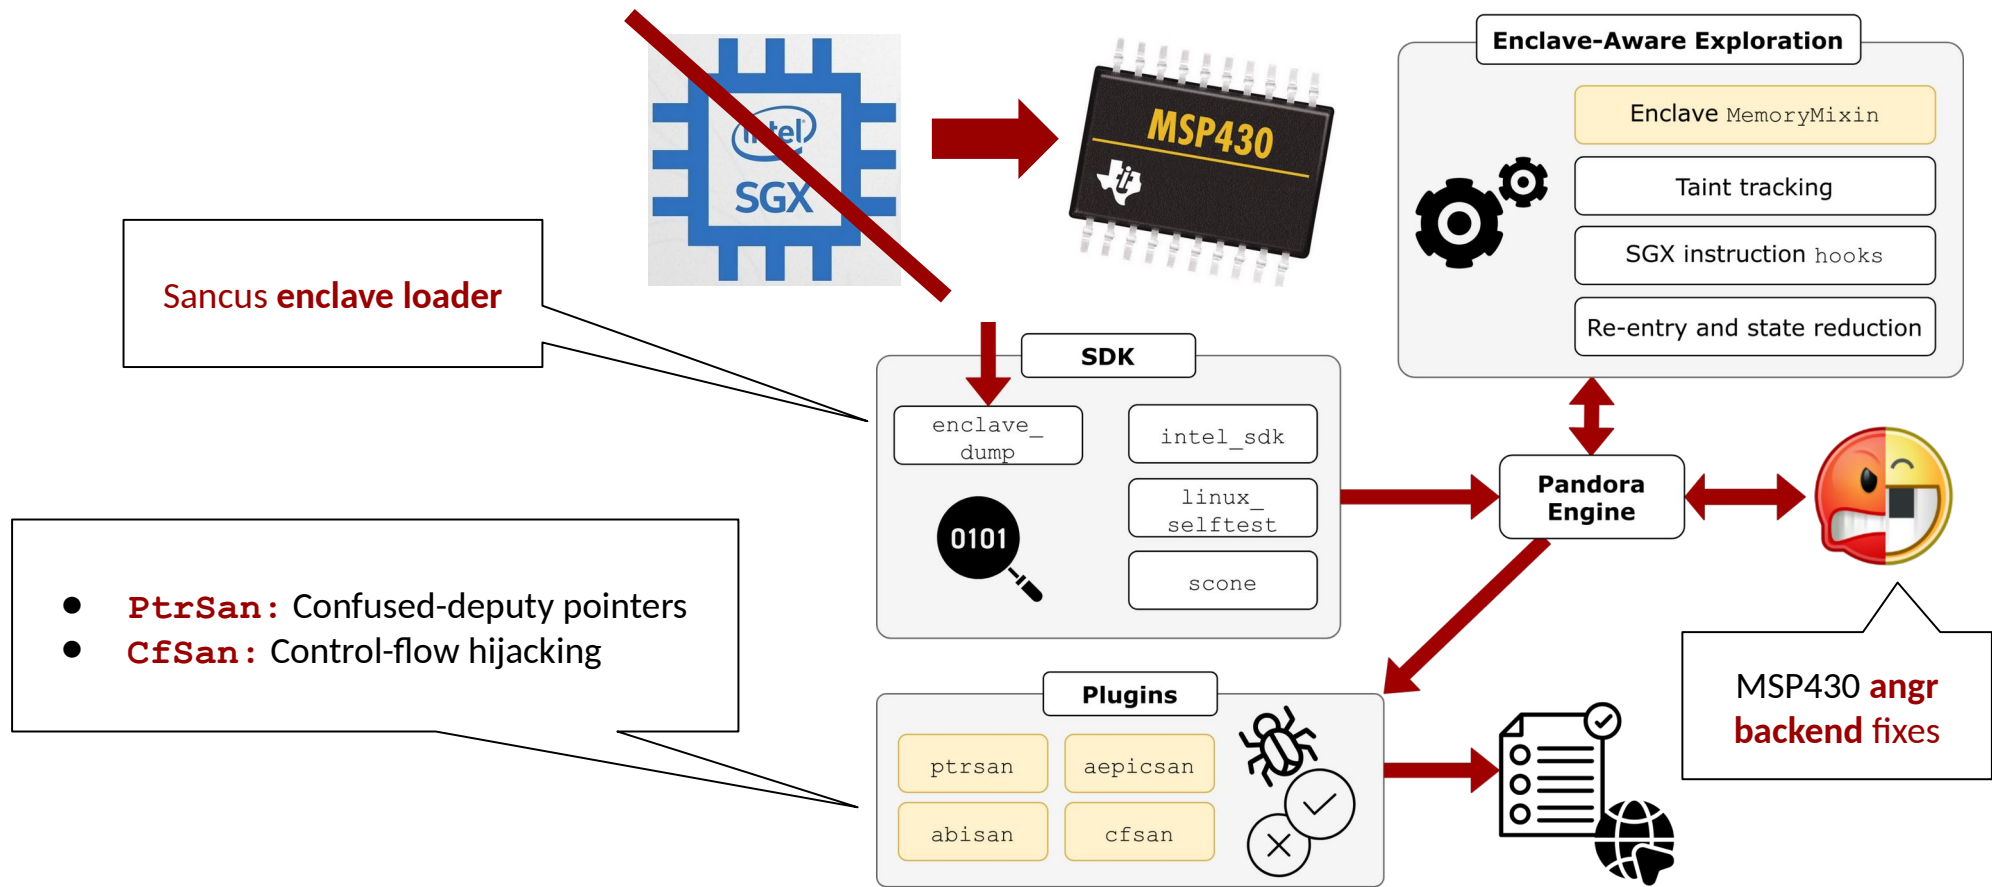 intel
SGX
MSP430
Enclave-Aware Exploration
Enclave MemoryMixin
Taint tracking
SGX instruction hooks
Re-entry and state reduction
Sancus enclave loader
SDK
enclave_
dump
intel_sdk
linux_
selftest
scone
0101
Pandora
Engine
● PtrSan: Confused-deputy pointers
● CfSan: Control-flow hijacking
MSP430 angr
backend fixes
Plugins
ptrsan
aepicsan
abisan
cfsan